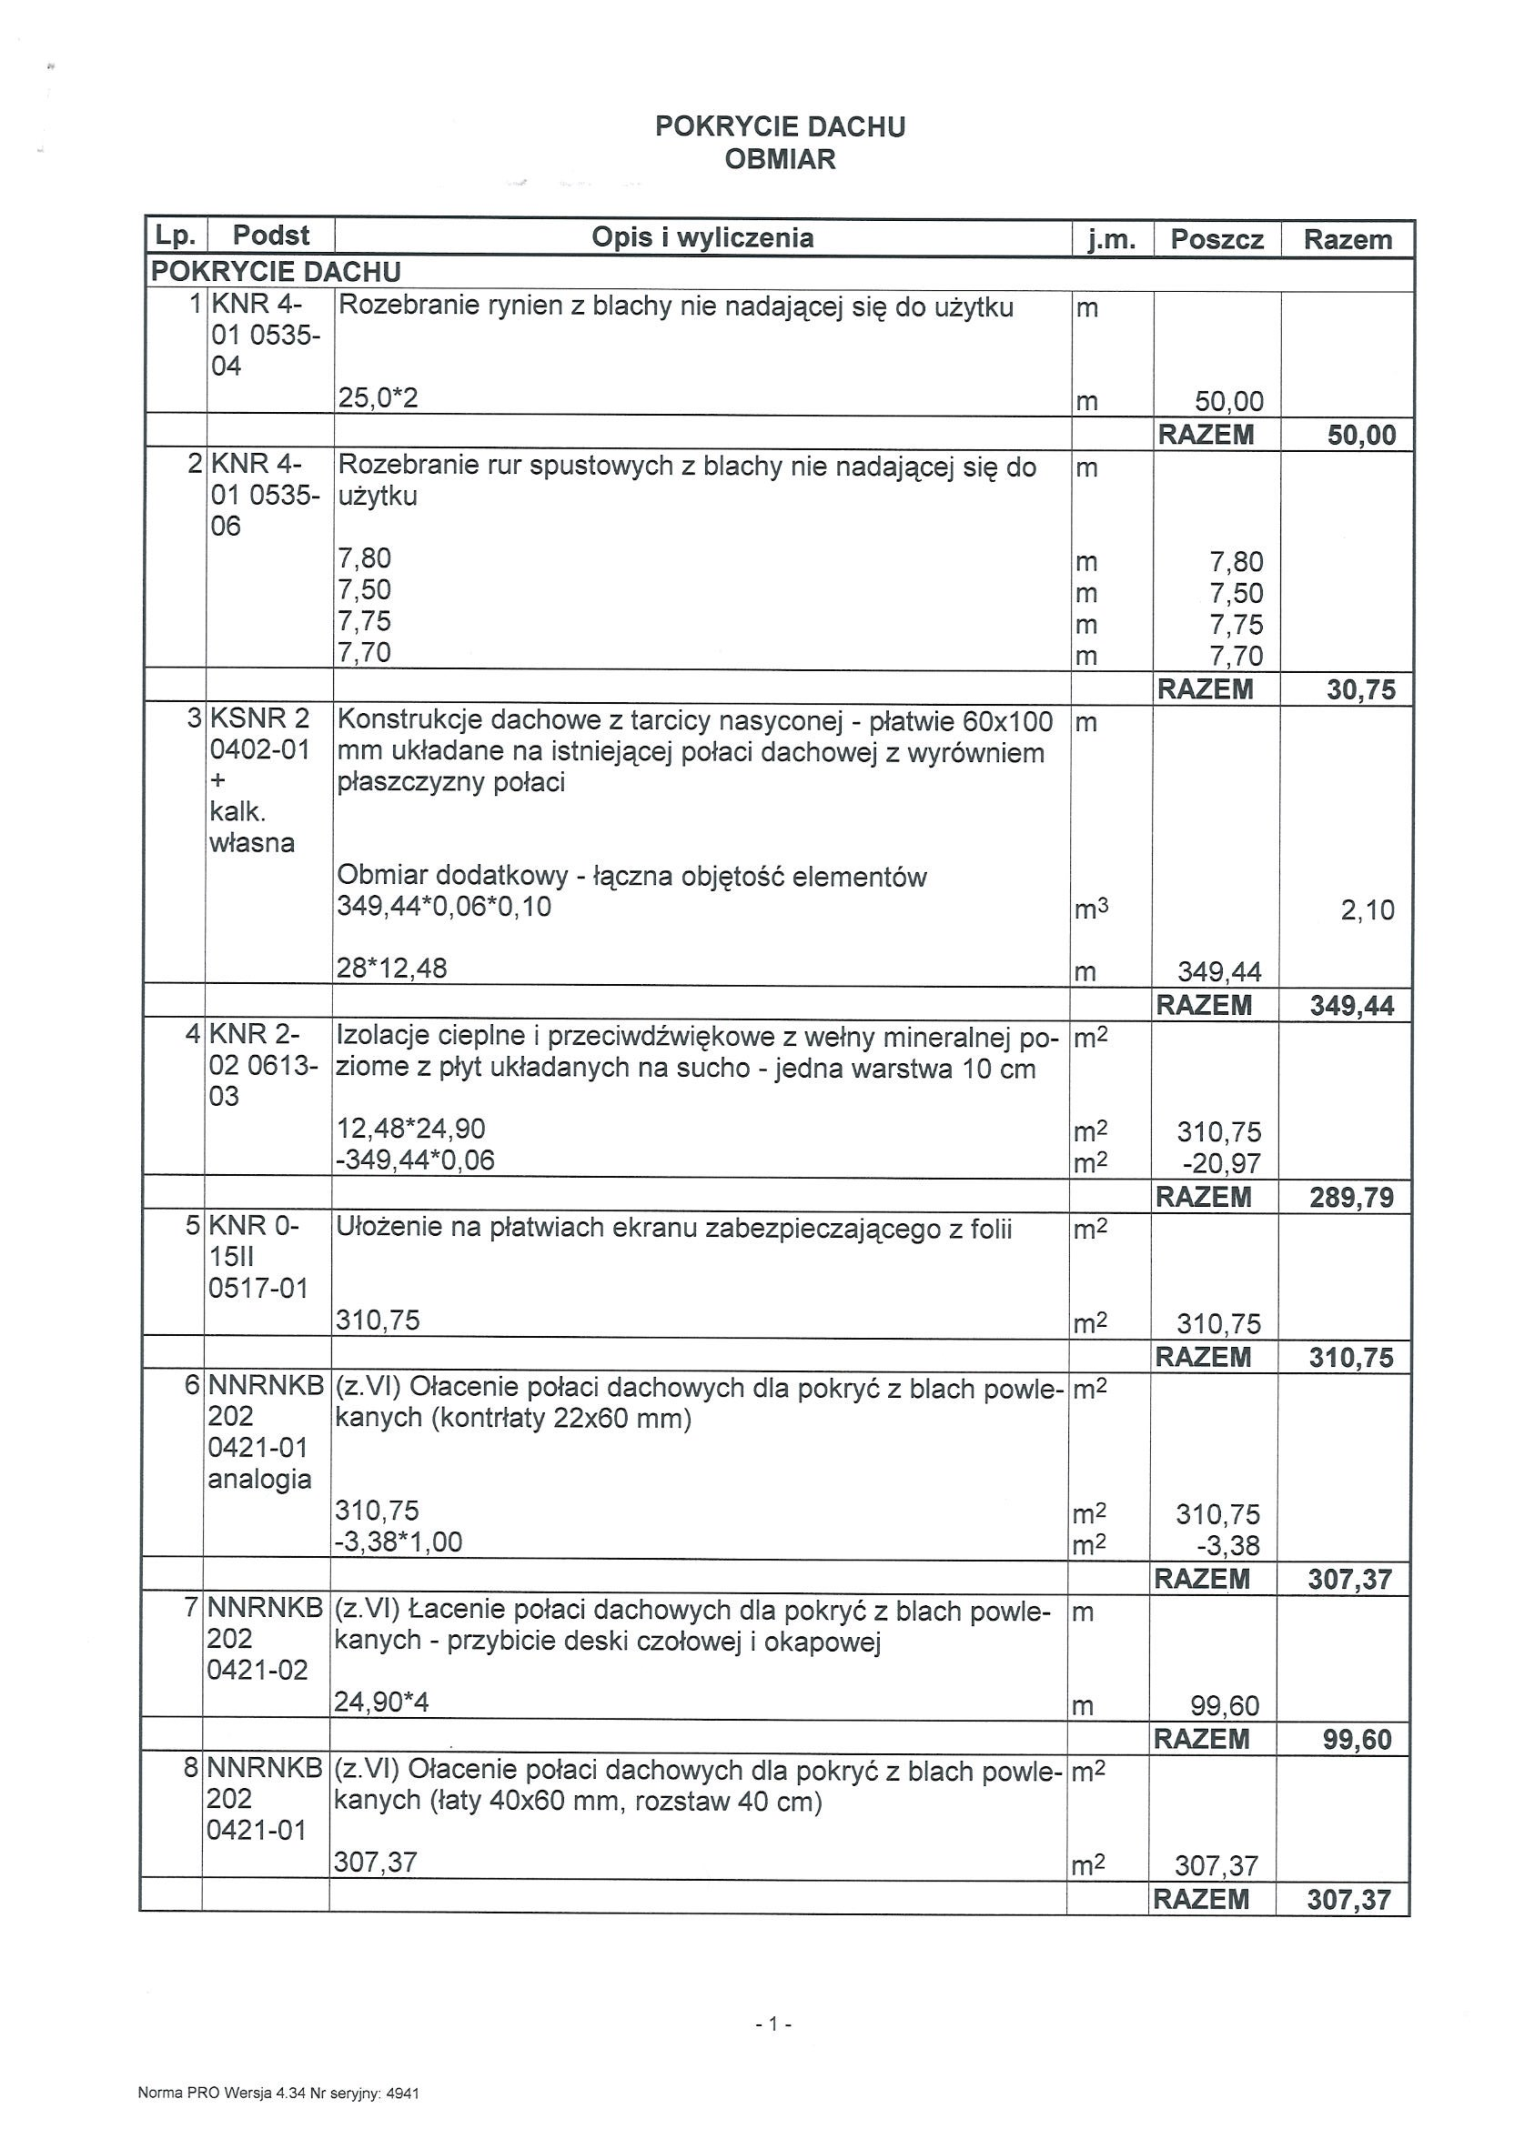 POKRYCIE DACHU
OBMIAR
Lp. Podst Opis i wyliczenia j.m. Poszcz Razem
POKRYCIE DACHU
1 KNR 4- Rozebranie rynien z blachy nie nadającej się do użytku m
01 0535-
04
25,0*2 m 50,00
RAZEM 50,00
2 KNR 4- Rozebranie rur spustowych z blachy nie nadającej się do m
01 0535- użytku
06
7,80 m 7,80
7,50 m 7,50
7,75 m 7,75
7,70 m 7,70
RAZEM 30,75
3 KSNR 2 Konstrukcje dachowe z tarcicy nasyconej - płatwie 60x100 m
0402-01 mm układane na istniejącej połaci dachowej z wyrówniem
+ płaszczyzny połaci
kalk.
własna
Obmiar dodatkowy - łączna objętość elementów
349,44*0,06*0,10 m3 2,10
28*12,48 m 349,44
RAZEM 349,44
4 KNR 2- Izolacje cieplne i przeciwdźwiękowe z wełny mineralnej po- m2
02 0613- ziome z płyt układanych na sucho - jedna warstwa 10 cm
03
12,48*24,90 m2 310,75
-349,44*0,06 m2 -20,97
RAZEM 289,79
5 KNR 0- Ułożenie na płatwiach ekranu zabezpieczającego z folii m2
15II
0517-01
310,75 m2 310,75
RAZEM 310,75
6 NNRNKB (z.VI) Ołacenie połaci dachowych dla pokryć z blach powle- m2
202 kanych (kontrłaty 22x60 mm)
0421-01
analogia
310,75 m2 310,75
-3,38*1,00 m2 -3,38
RAZEM 307,37
7 NNRNKB (z.VI) Łacenie połaci dachowych dla pokryć z blach powle- m
202 kanych - przybicie deski czołowej i okapowej
0421-02
24,90*4 m 99,60
RAZEM 99,60
8 NNRNKB (z.VI) Ołacenie połaci dachowych dla pokryć z blach powle- m2
202 kanych (łaty 40x60 mm, rozstaw 40 cm)
0421-01
307,37 m2 307,37
RAZEM 307,37
- 1 -
Norma PRO Wersja 4.34 Nr seryjny: 4941